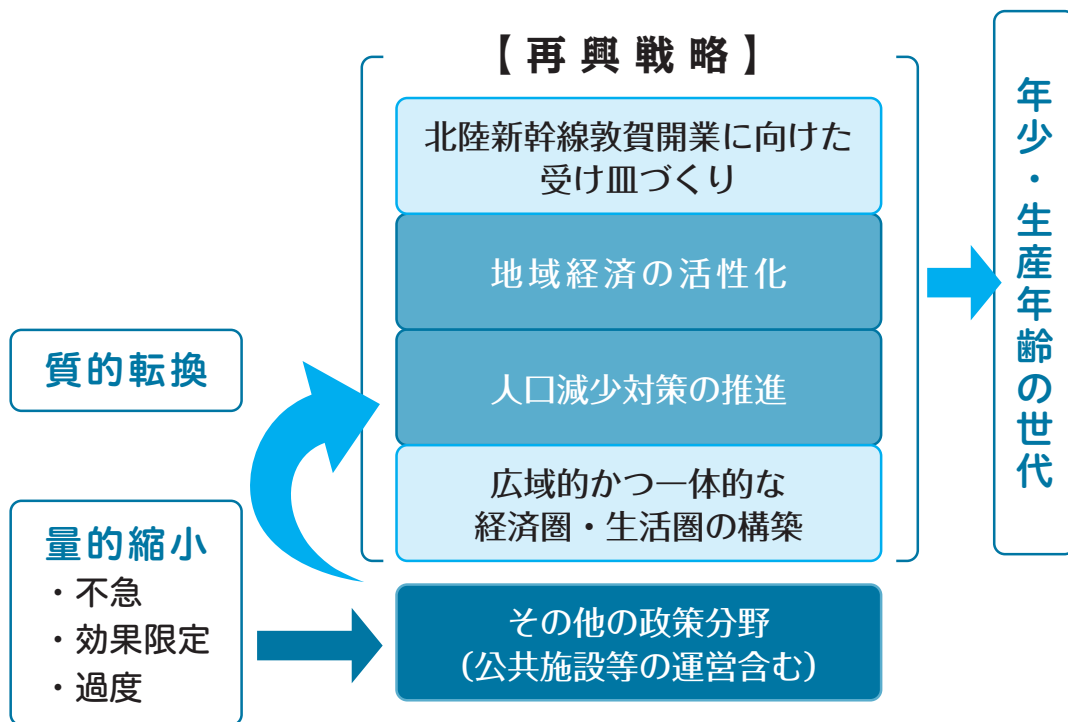 【再興戦略】
北陸新幹線敦賀開業に向けた
受け皿づくり
地域経済の活性化
人口減少対策の推進
広域的かつ一体的な
経済圏・生活圏の構築
その他の政策分野
（公共施設等の運営含む）
質的転換
量的縮小
・不急
・効果限定
・過度
年少・生産年齢の世代